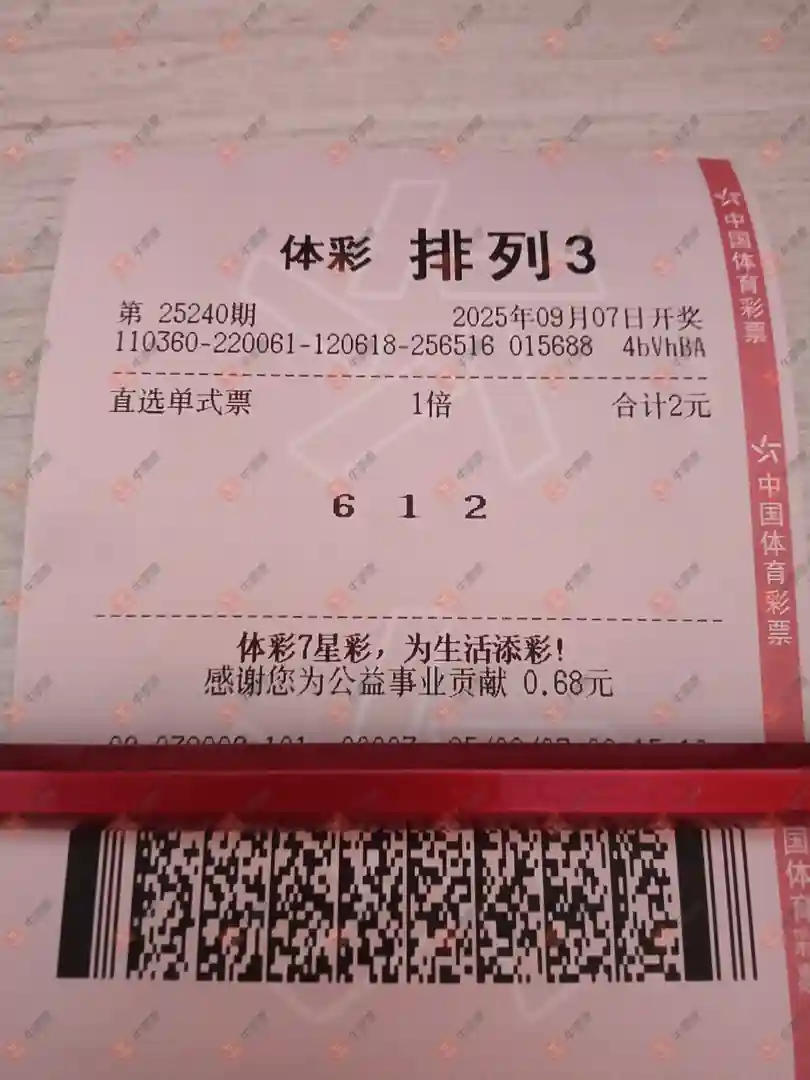 体彩 排列3
第 25240期 2025年09月07日开奖
110360-220061-120618-256516 015688 4bVhBA
直选单式票 1倍 合计2元
6 1 2
体彩7星彩，为生活添彩!
感谢您为公益事业贡献 0.68元
中国体育彩票
中国体育彩票
国体育彩